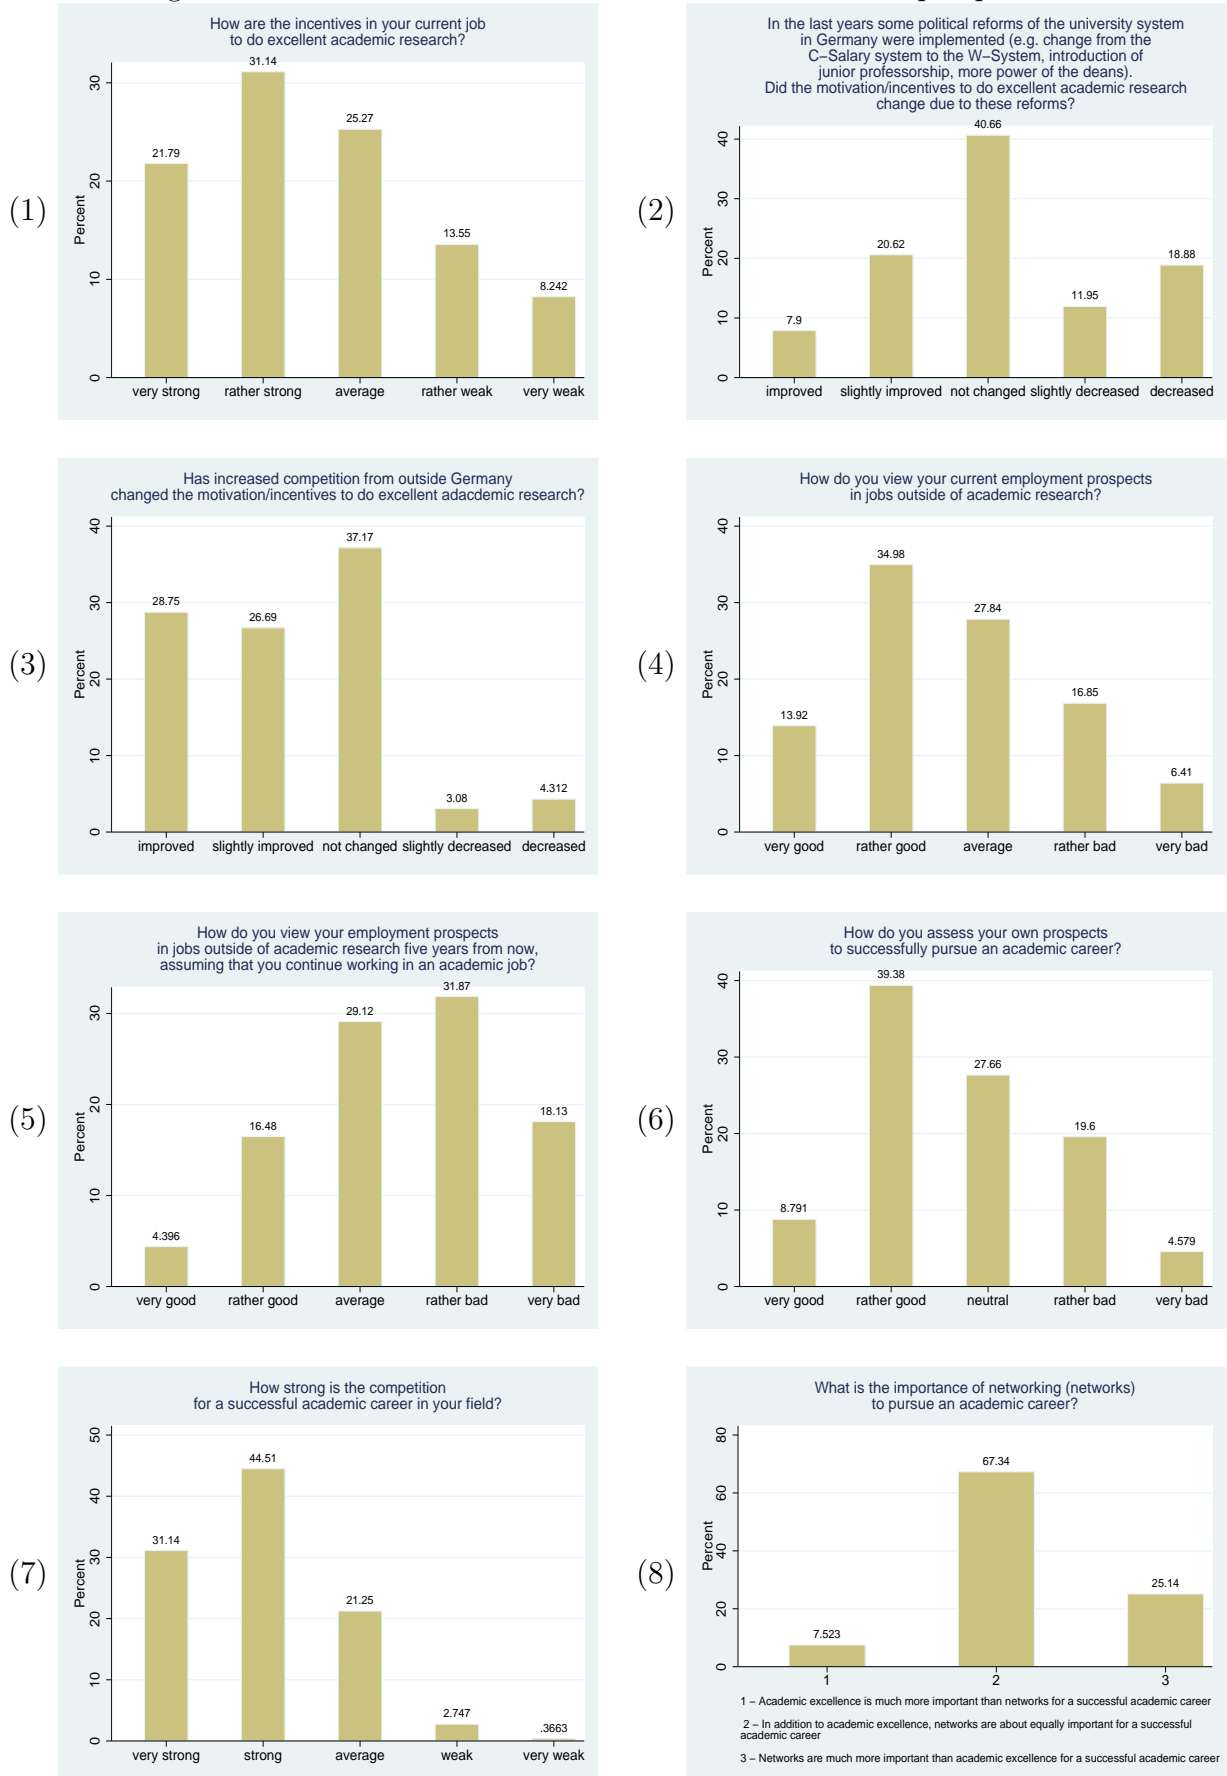 (1)
How are the incentives in your current job
to do excellent academic research?
Percent
0
10
20
30
21.79
31.14
25.27
13.55
8.242
very strong rather strong average rather weak very weak
(2)
In the last years some political reforms of the university system
in Germany were implemented (e.g. change from the
C–Salary system to the W–System, introduction of
junior professorship, more power of the deans).
Did the motivation/incentives to do excellent academic research
change due to these reforms?
Percent
0
10
20
30
40
7.9
20.62
40.66
11.95
18.88
improved slightly improved not changed slightly decreased decreased
(3)
Has increased competition from outside Germany
changed the motivation/incentives to do excellent adacdemic research?
Percent
0
10
20
30
40
28.75
26.69
37.17
3.08
4.312
improved slightly improved not changed slightly decreased decreased
(4)
How do you view your current employment prospects
in jobs outside of academic research?
Percent
0
10
20
30
40
13.92
34.98
27.84
16.85
6.41
very good rather good average rather bad very bad
(5)
How do you view your employment prospects
in jobs outside of academic research five years from now,
assuming that you continue working in an academic job?
Percent
0
10
20
30
4.396
16.48
29.12
31.87
18.13
very good rather good average rather bad very bad
(6)
How do you assess your own prospects
to successfully pursue an academic career?
Percent
0
10
20
30
40
8.791
39.38
27.66
19.6
4.579
very good rather good neutral rather bad very bad
(7)
How strong is the competition
for a successful academic career in your field?
Percent
0
10
20
30
40
50
31.14
44.51
21.25
2.747
.3663
very strong strong average weak very weak
(8)
What is the importance of networking (networks)
to pursue an academic career?
Percent
0
20
40
60
80
7.523
67.34
25.14
1 2 3
1 – Academic excellence is much more important than networks for a successful academic career
2 – In addition to academic excellence, networks are about equally important for a successful
academic career
3 – Networks are much more important than academic excellence for a successful academic career